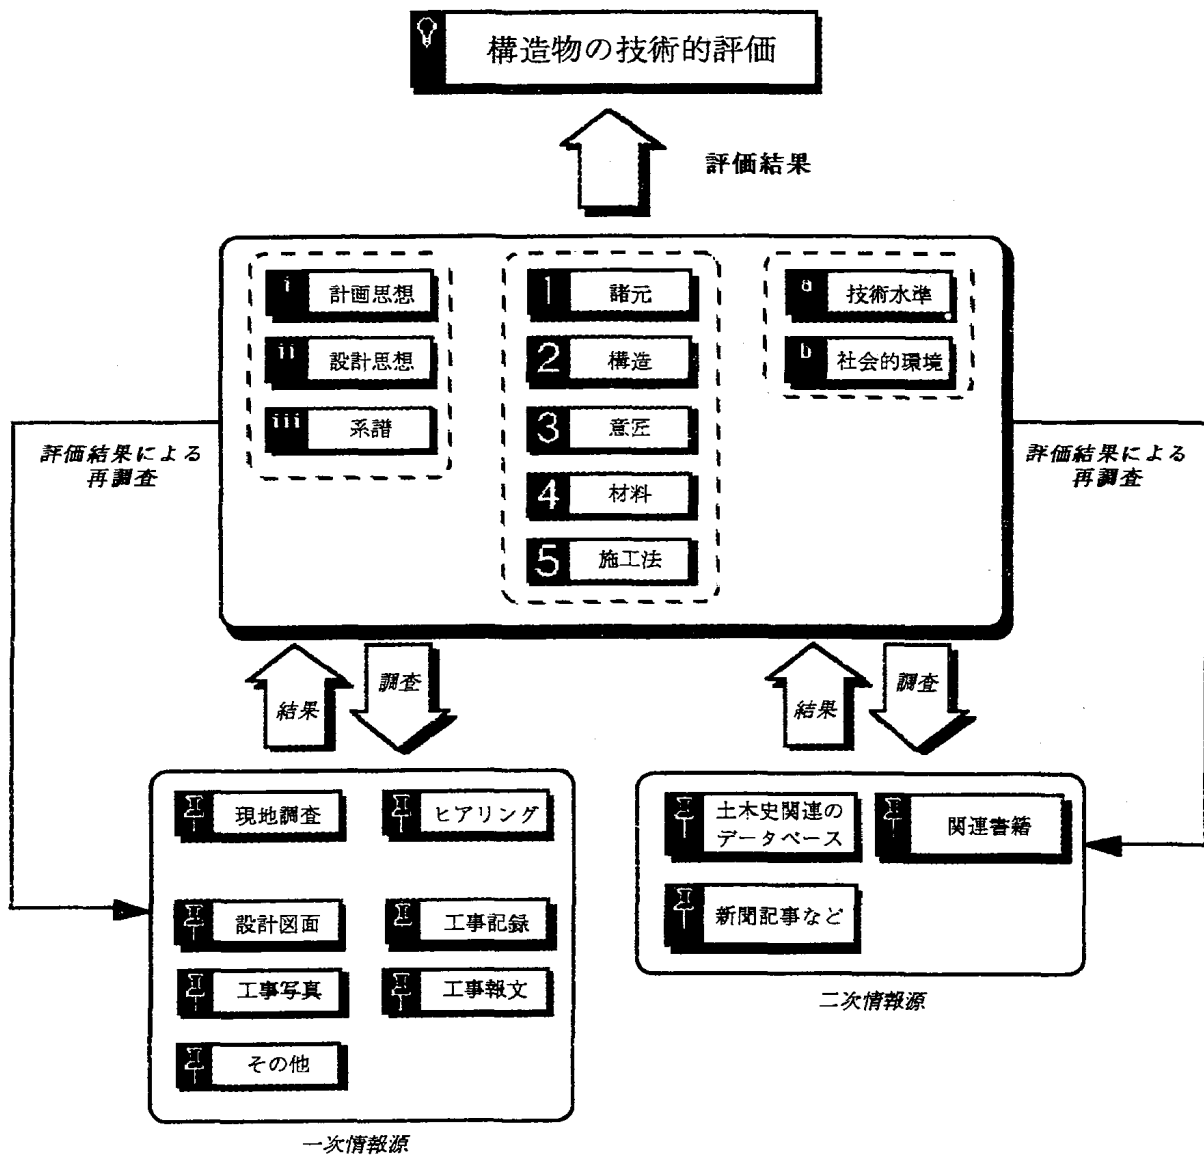 構造物の技術的評価
評価結果
i 計画思想
ii 設計思想
iii 系譜
1 諸元
2 構造
3 意匠
4 材料
5 施工法
a 技術水準
b 社会的環境
評価結果による
再調査
評価結果による
再調査
結果
調査
結果
調査
現地調査
ヒアリング
設計図面
工事記録
工事写真
工事報文
その他
一次情報源
土木史関連の
データベース
関連書籍
新聞記事など
二次情報源